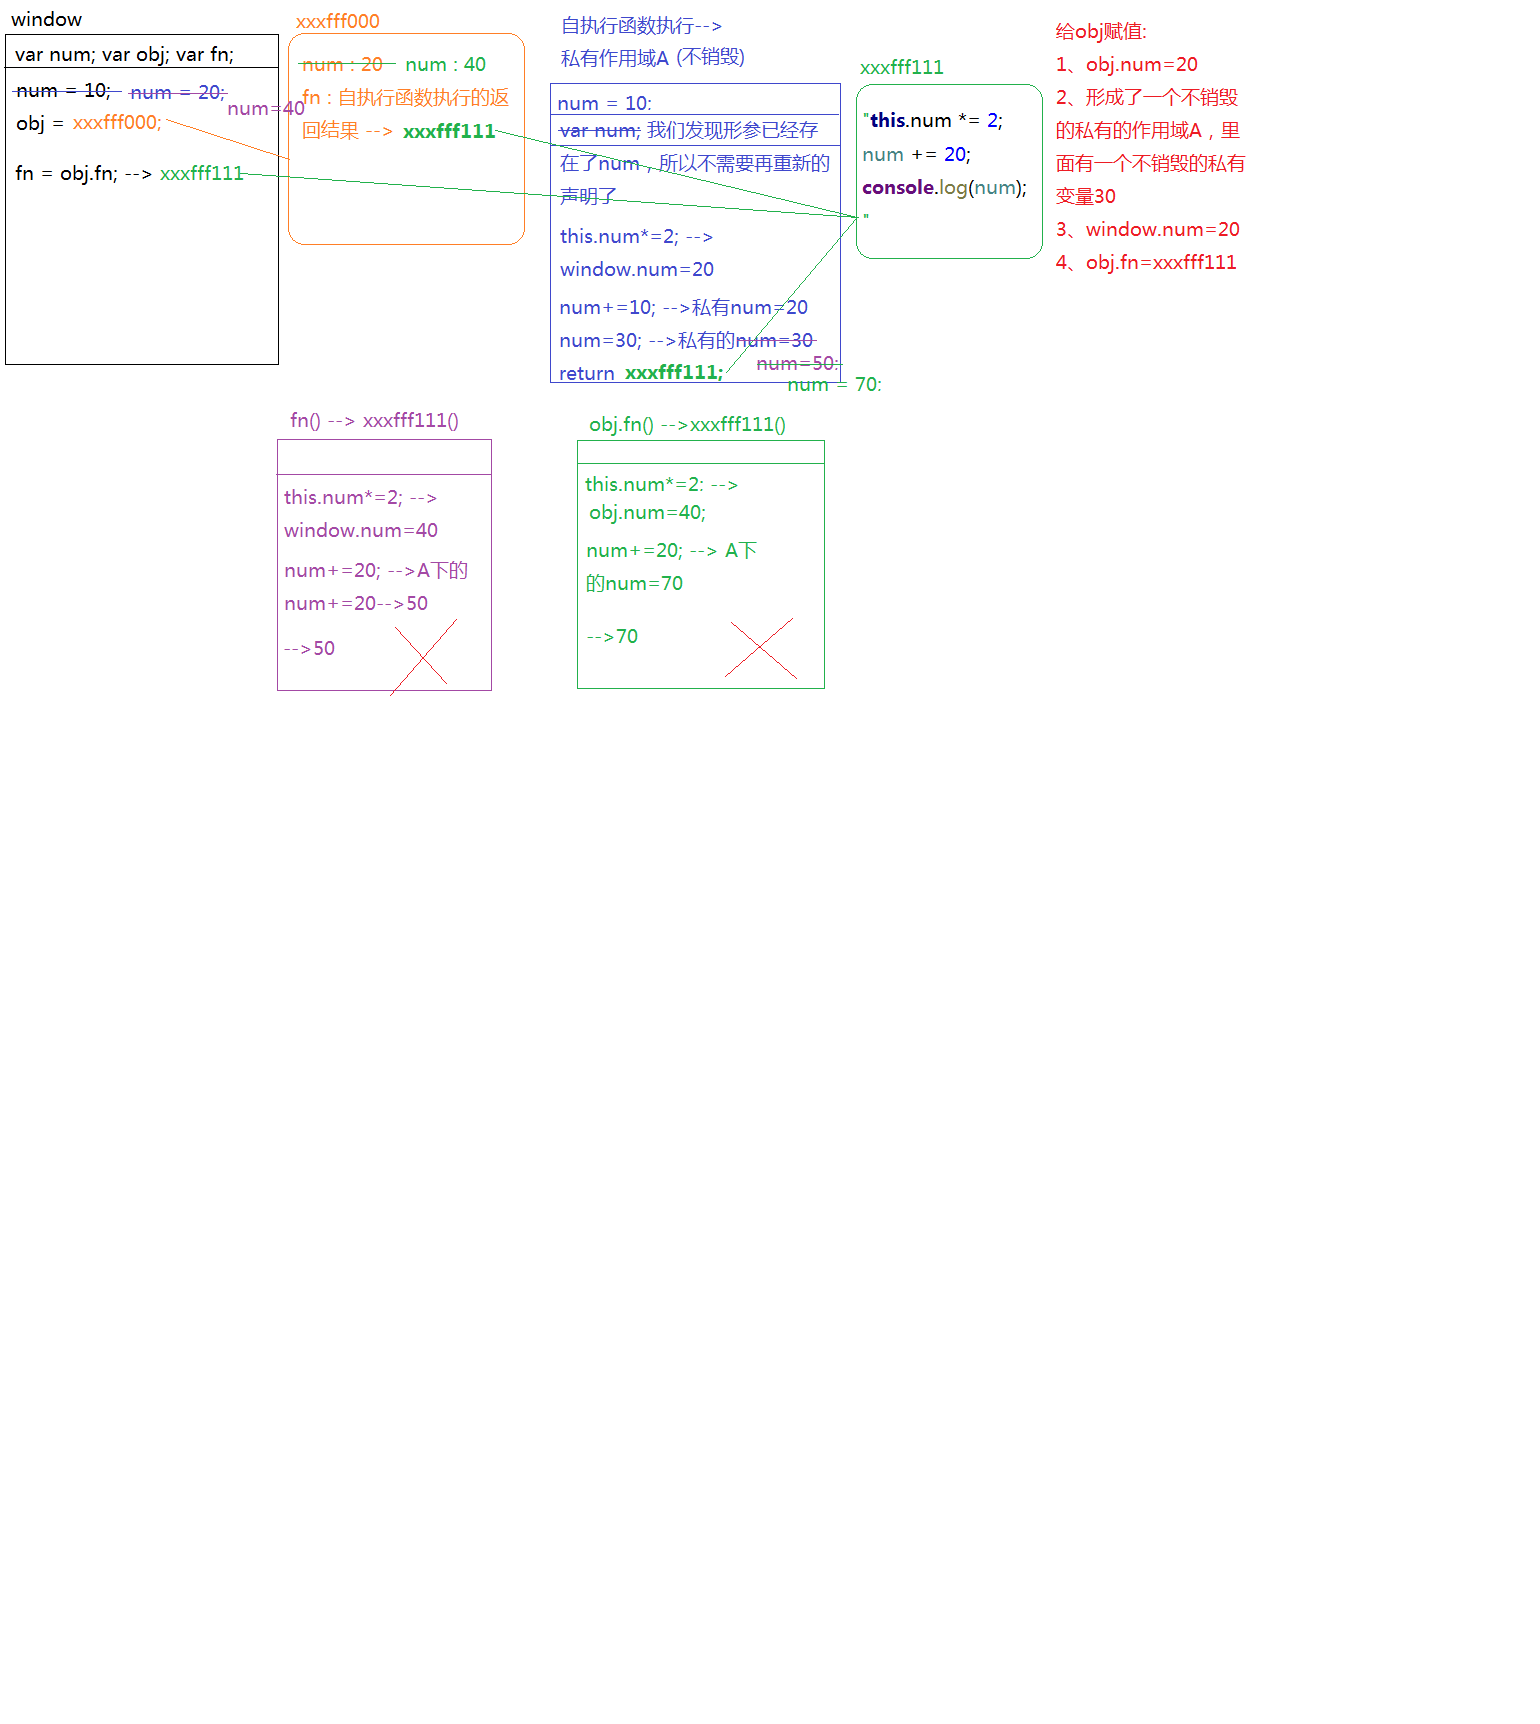 window
var num; var obj; var fn;
num = 10; num = 20;
num=40
obj = xxxfff000;
fn = obj.fn; --> xxxfff111
xxxfff000
num : 20 num : 40
fn : 自执行函数执行的返
回结果 --> xxxfff111
自执行函数执行-->
私有作用域A (不销毁)
num = 10;
var num; 我们发现形参已经存
在了num，所以不需要再重新的
声明了
this.num*=2; -->
window.num=20
num+=10; -->私有num=20
num=30; -->私有的num=30
num=50;
return xxxfff111;
num = 70;
xxxfff111
"this.num *= 2;
num += 20;
console.log(num);
"
给obj赋值:
1、obj.num=20
2、形成了一个不销毁
的私有的作用域A，里
面有一个不销毁的私有
变量30
3、window.num=20
4、obj.fn=xxxfff111
fn() --> xxxfff111()
this.num*=2; -->
window.num=40
num+=20; -->A下的
num+=20-->50
-->50
obj.fn() -->xxxfff111()
this.num*=2; -->
obj.num=40;
num+=20; --> A下
的num=70
-->70